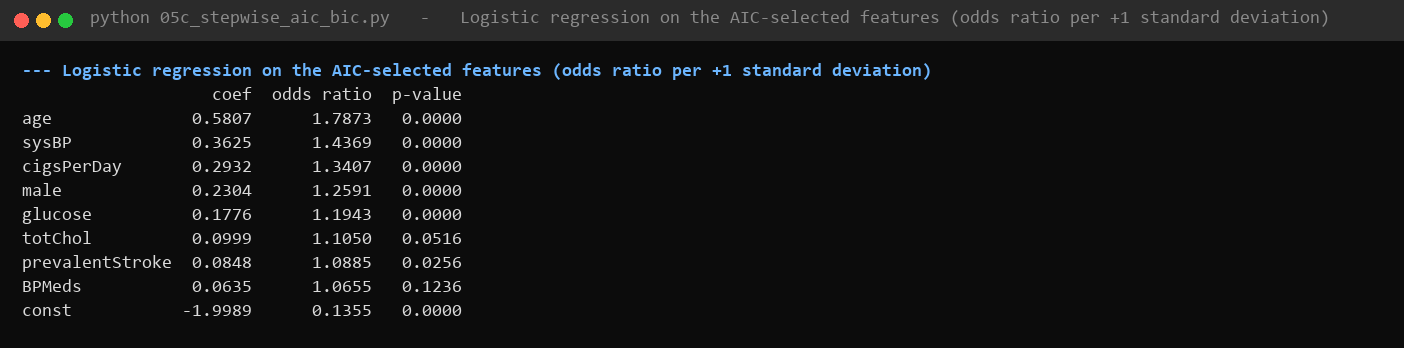 python 05c_stepwise_aic_bic.py   -   Logistic regression on the AIC-selected features (odds ratio per +1 standard deviation)
--- Logistic regression on the AIC-selected features (odds ratio per +1 standard deviation)
                   coef  odds ratio  p-value
age              0.5807      1.7873   0.0000
sysBP            0.3625      1.4369   0.0000
cigsPerDay       0.2932      1.3407   0.0000
male             0.2304      1.2591   0.0000
glucose          0.1776      1.1943   0.0000
totChol          0.0999      1.1050   0.0516
prevalentStroke  0.0848      1.0885   0.0256
BPMeds           0.0635      1.0655   0.1236
const           -1.9989      0.1355   0.0000